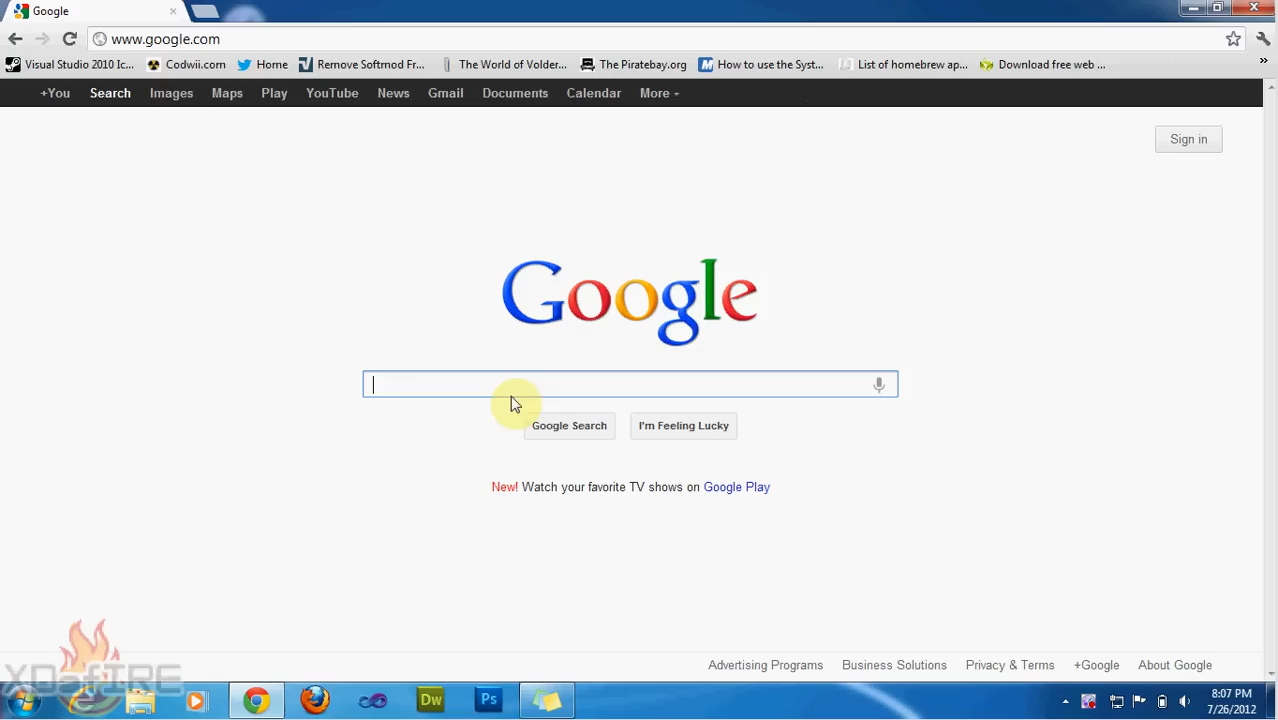 Google
www.google.com
Visual Studio 2010 Ic... Codwii.com Home Remove Softmod Fr... The World of Volder... The Piratebay.org How to use the Syst... List of homebrew ap... Download free web ... »
+You Search Images Maps Play YouTube News Gmail Documents Calendar More
Sign in
Google
Google Search I'm Feeling Lucky
New! Watch your favorite TV shows on Google Play
Advertising Programs Business Solutions Privacy & Terms +Google About Google
XDafIRE
Dw Ps
8:07 PM
7/26/2012